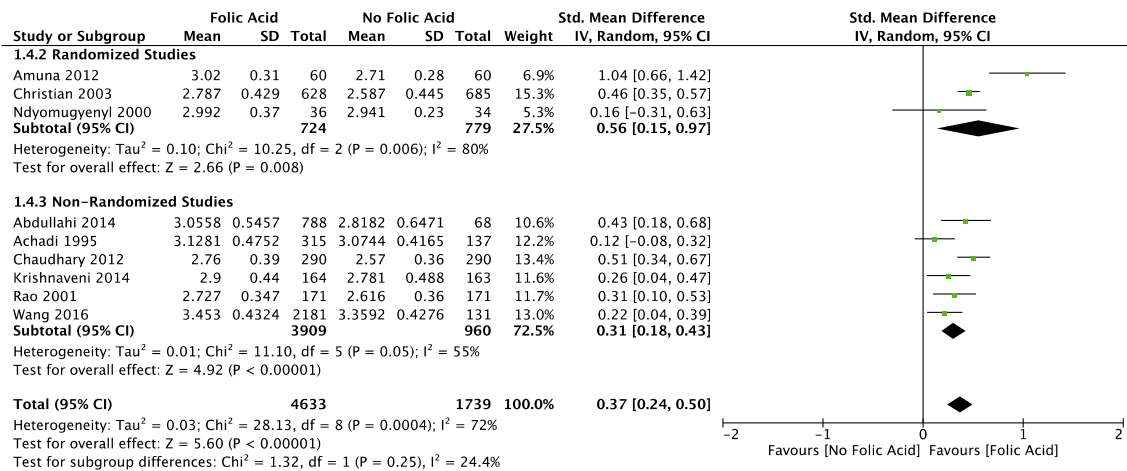 Folic Acid No Folic Acid Std. Mean Difference Std. Mean Difference
Study or Subgroup Mean SD Total Mean SD Total Weight IV, Random, 95% CI IV, Random, 95% CI
1.4.2 Randomized Studies
Amuna 2012 3.02 0.31 60 2.71 0.28 60 6.9% 1.04 [0.66, 1.42]
Christian 2003 2.787 0.429 628 2.587 0.445 685 15.3% 0.46 [0.35, 0.57]
Ndyomugyenyl 2000 2.992 0.37 36 2.941 0.23 34 5.3% 0.16 [-0.31, 0.63]
Subtotal (95% CI) 724 779 27.5% 0.56 [0.15, 0.97]
Heterogeneity: Tau² = 0.10; Chi² = 10.25, df = 2 (P = 0.006); I² = 80%
Test for overall effect: Z = 2.66 (P = 0.008)
1.4.3 Non-Randomized Studies
Abdullahi 2014 3.0558 0.5457 788 2.8182 0.6471 68 10.6% 0.43 [0.18, 0.68]
Achadi 1995 3.1281 0.4752 315 3.0744 0.4165 137 12.2% 0.12 [-0.08, 0.32]
Chaudhary 2012 2.76 0.39 290 2.57 0.36 290 13.4% 0.51 [0.34, 0.67]
Krishnaveni 2014 2.9 0.44 164 2.781 0.488 163 11.6% 0.26 [0.04, 0.47]
Rao 2001 2.727 0.347 171 2.616 0.36 171 11.7% 0.31 [0.10, 0.53]
Wang 2016 3.453 0.4324 2181 3.3592 0.4276 131 13.0% 0.22 [0.04, 0.39]
Subtotal (95% CI) 3909 960 72.5% 0.31 [0.18, 0.43]
Heterogeneity: Tau² = 0.01; Chi² = 11.10, df = 5 (P = 0.05); I² = 55%
Test for overall effect: Z = 4.92 (P < 0.00001)
Total (95% CI) 4633 1739 100.0% 0.37 [0.24, 0.50]
Heterogeneity: Tau² = 0.03; Chi² = 28.13, df = 8 (P = 0.0004); I² = 72%
Test for overall effect: Z = 5.60 (P < 0.00001)
Test for subgroup differences: Chi² = 1.32, df = 1 (P = 0.25), I² = 24.4%
-2 -1 0 1 2
Favours [No Folic Acid] Favours [Folic Acid]